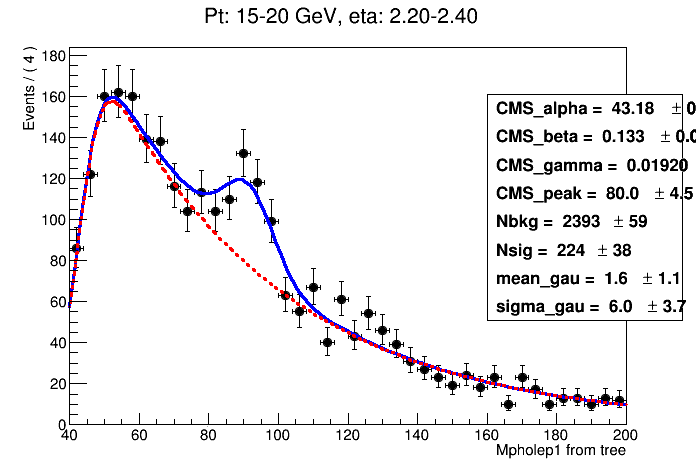 Pt: 15-20 GeV, eta: 2.20-2.40
Events / ( 4 )
180
160
140
120
100
80
60
40
20
0
40
60
80
100
120
140
160
180
200
Mpholep1 from tree
CMS_alpha = 43.18 ± 0
CMS_beta = 0.133 ± 0.0
CMS_gamma = 0.01920
CMS_peak = 80.0 ± 4.5
Nbkg = 2393 ± 59
Nsig = 224 ± 38
mean_gau = 1.6 ± 1.1
sigma_gau = 6.0 ± 3.7